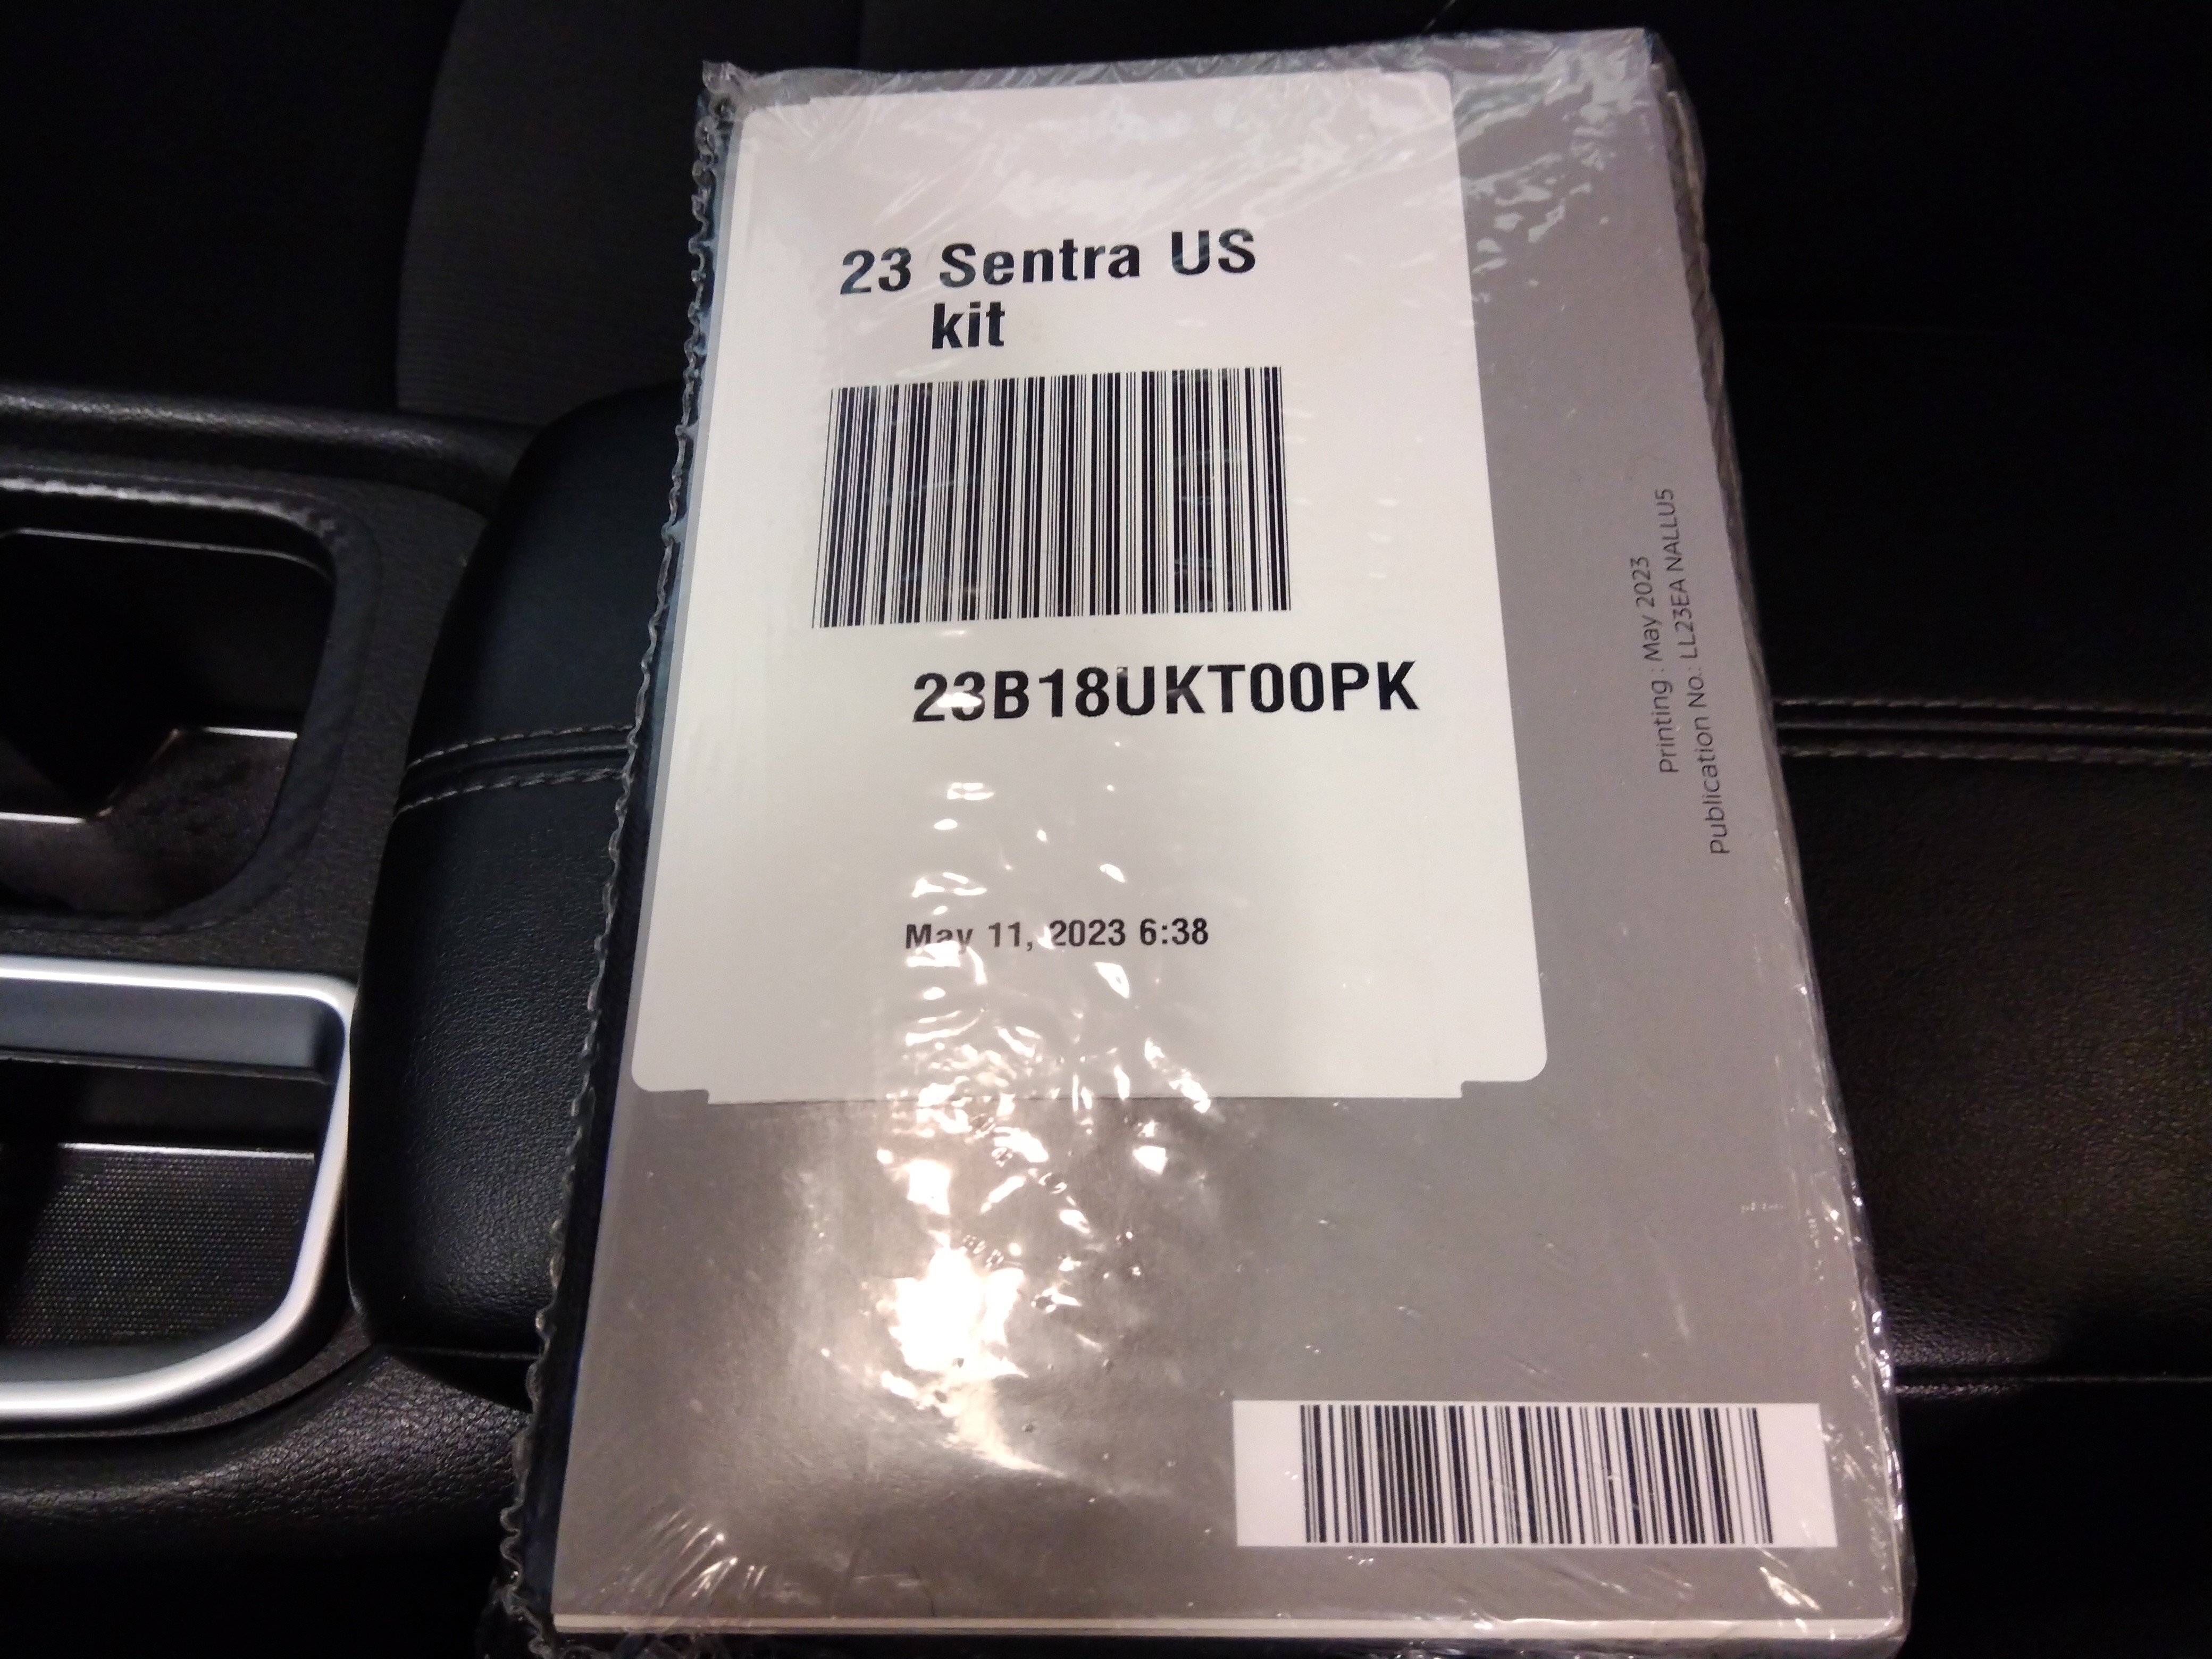 23 Sentra US
kit
23B18UKT00PK
May 11, 2023 6:38
Printing : May 2023
Publication No.: LL23EA NALLU5